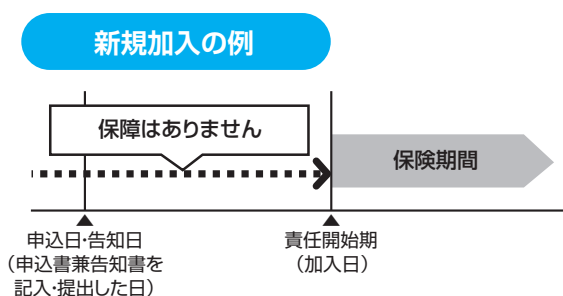 新規加入の例
保障はありません
保険期間
申込日・告知日
（申込書兼告知書を
記入・提出した日）
責任開始期
（加入日）